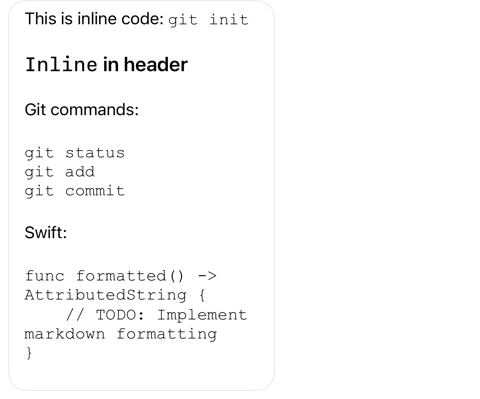 This is inline code: git init
Inline in header
Git commands:
git status
git add
git commit
Swift:
func formatted() ->
AttributedString {
    // TODO: Implement
markdown formatting
}